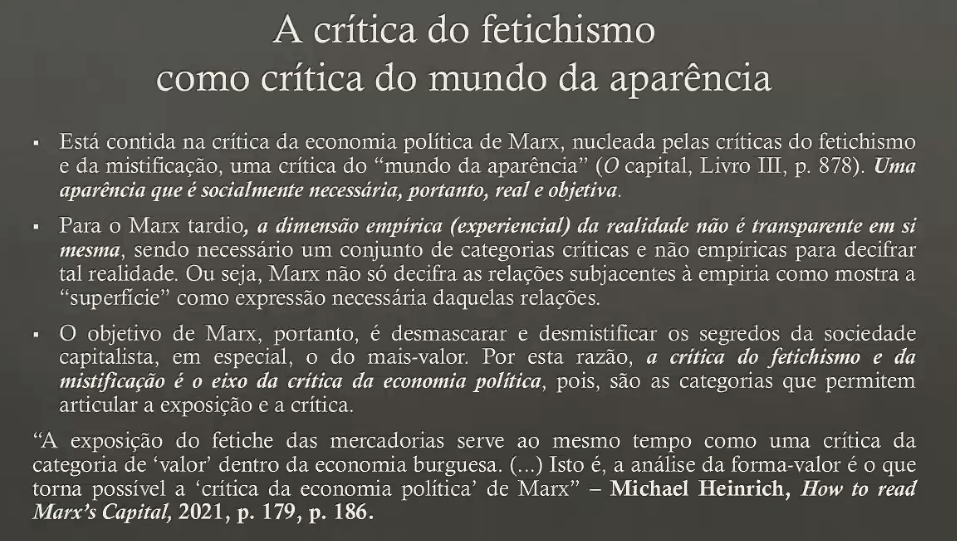 A crítica do fetichismo
como crítica do mundo da aparência
▪ Está contida na crítica da economia política de Marx, nucleada pelas críticas do fetichismo
e da mistificação, uma crítica do “mundo da aparência” (O capital, Livro III, p. 878). Uma
aparência que é socialmente necessária, portanto, real e objetiva.
▪ Para o Marx tardio, a dimensão empírica (experiencial) da realidade não é transparente em si
mesma, sendo necessário um conjunto de categorias críticas e não empíricas para decifrar
tal realidade. Ou seja, Marx não só decifra as relações subjacentes à empiria como mostra a
“superfície” como expressão necessária daquelas relações.
▪ O objetivo de Marx, portanto, é desmascarar e desmistificar os segredos da sociedade
capitalista, em especial, o do mais-valor. Por esta razão, a crítica do fetichismo e da
mistificação é o eixo da crítica da economia política, pois, são as categorias que permitem
articular a exposição e a crítica.
“A exposição do fetiche das mercadorias serve ao mesmo tempo como uma crítica da
categoria de ‘valor’ dentro da economia burguesa. (...) Isto é, a análise da forma-valor é o que
torna possível a ‘crítica da economia política’ de Marx” – Michael Heinrich, How to read
Marx’s Capital, 2021, p. 179, p. 186.